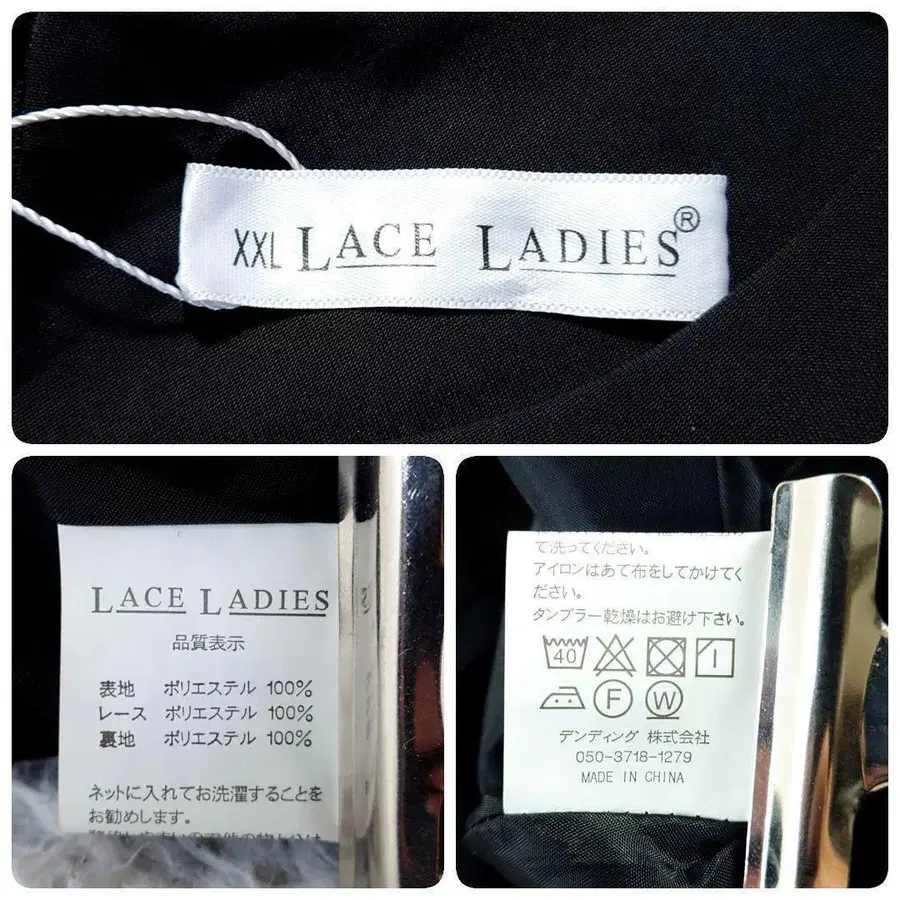 XXL LACE LADIES®
LACE LADIES
品質表示
表地 ポリエステル 100%
レース ポリエステル 100%
裏地 ポリエステル 100%
ネットに入れてお洗濯することを
お勧めします。
て洗ってください。
アイロンはあて布をしてかけてく
ださい。
タンブラー乾燥はお避け下さい。
40
F W
デンディング 株式会社
050-3718-1279
MADE IN CHINA